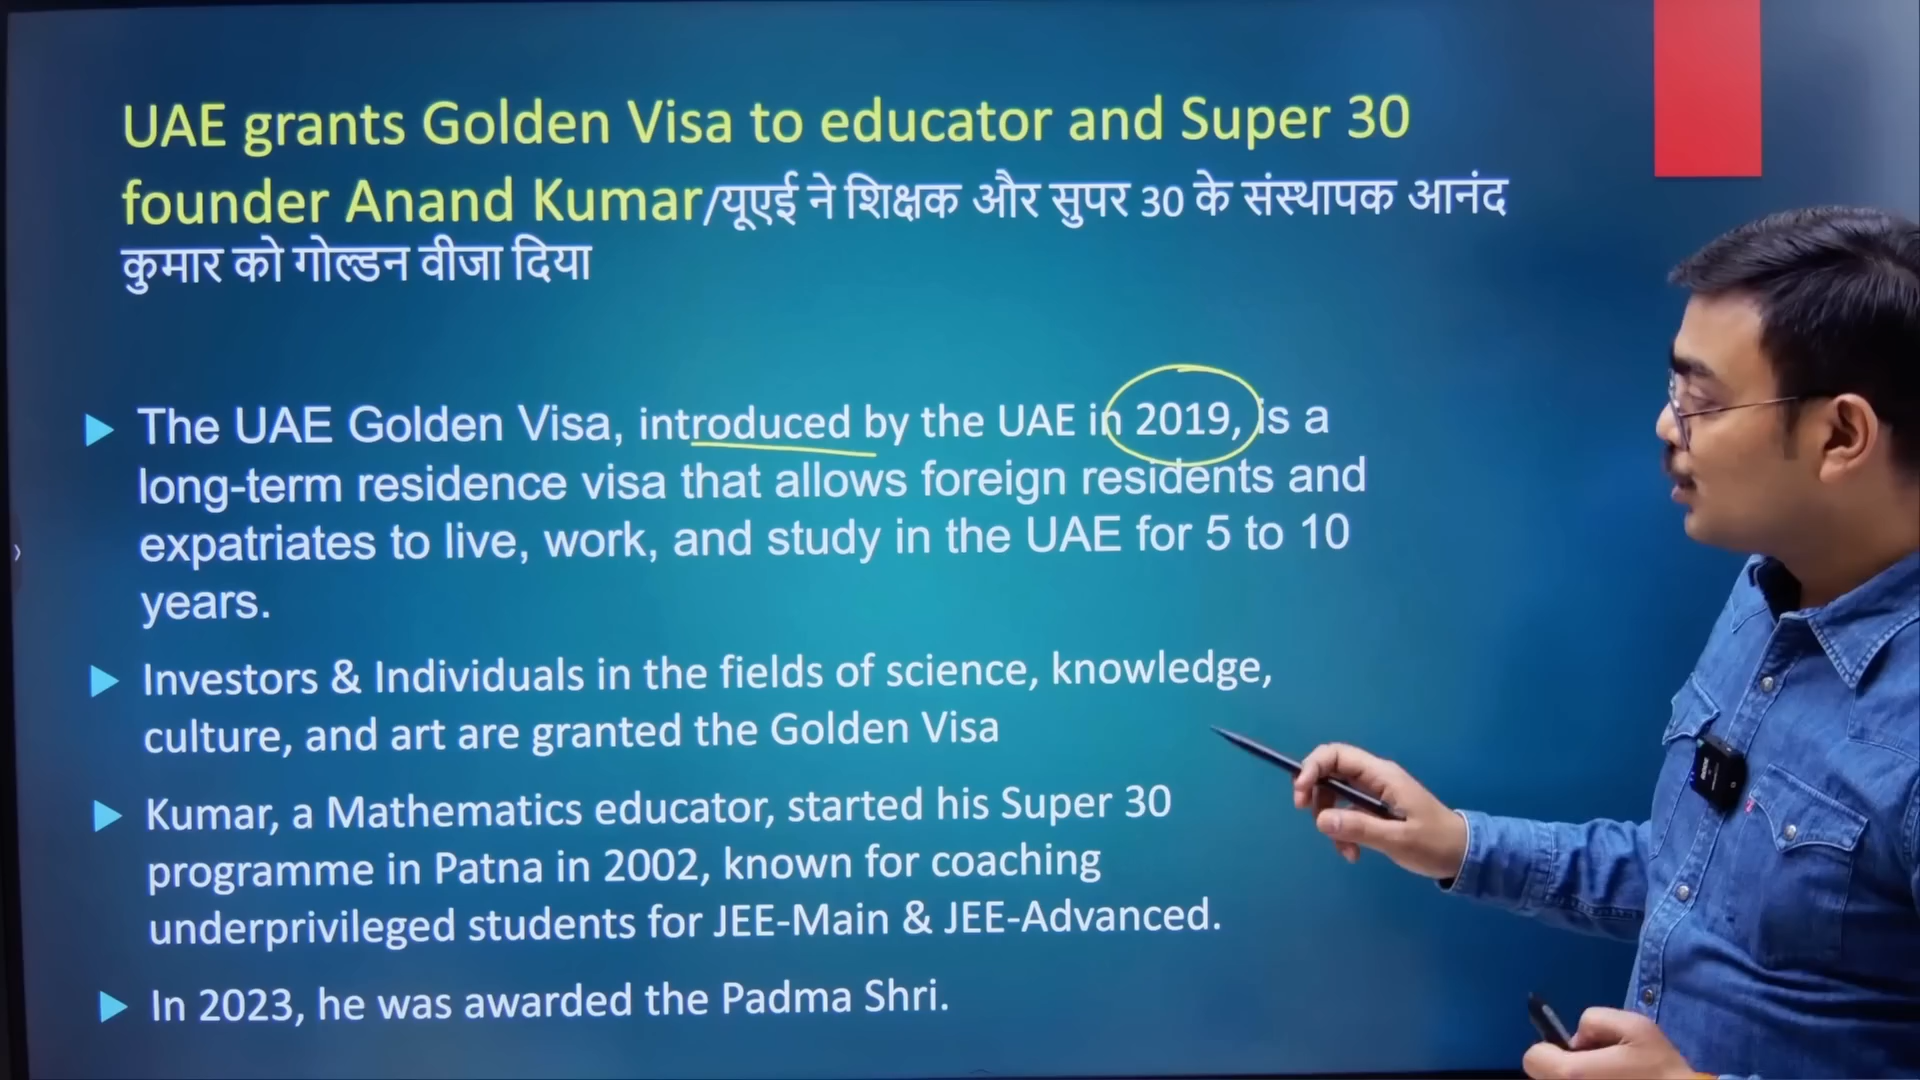 UAE grants Golden Visa to educator and Super 30
founder Anand Kumar/यूएई ने शिक्षक और सुपर 30 के संस्थापक आनंद
कुमार को गोल्डन वीजा दिया
The UAE Golden Visa, introduced by the UAE in 2019, is a
long-term residence visa that allows foreign residents and
expatriates to live, work, and study in the UAE for 5 to 10
years.
Investors & Individuals in the fields of science, knowledge,
culture, and art are granted the Golden Visa
Kumar, a Mathematics educator, started his Super 30
programme in Patna in 2002, known for coaching
underprivileged students for JEE-Main & JEE-Advanced.
In 2023, he was awarded the Padma Shri.